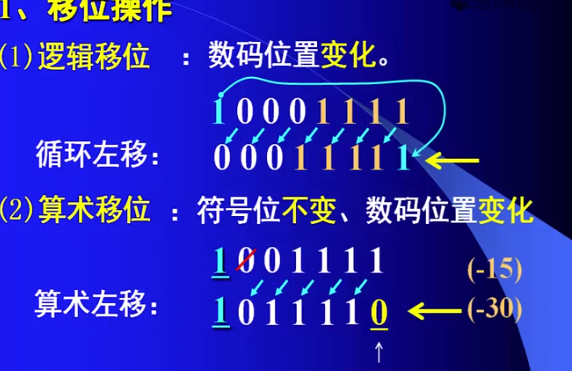 1、移位操作
(1)逻辑移位 ：数码位置变化。
1 0 0 0 1 1 1 1
循环左移： 0 0 0 1 1 1 1 1
(2)算术移位 ：符号位不变、数码位置变化
1 0 0 1 1 1 1 (-15)
算术左移： 1 0 1 1 1 1 0 (-30)